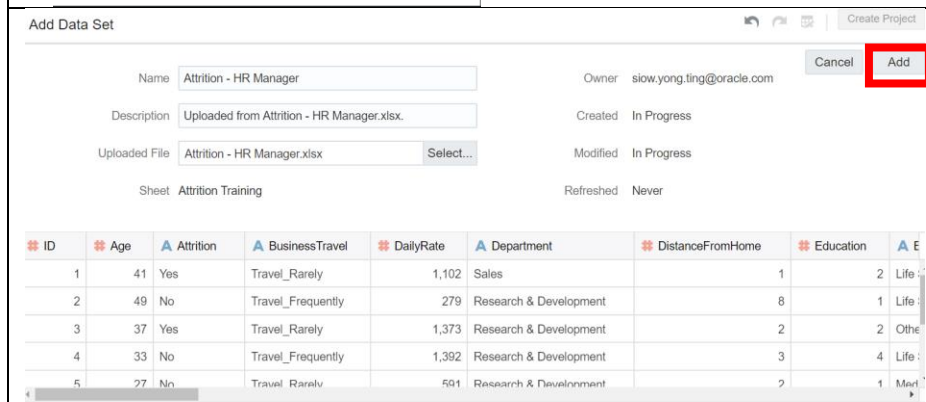 Add Data Set
Create Project
Cancel Add
Name Attrition - HR Manager Owner siow.yong.ting@oracle.com
Description Uploaded from Attrition - HR Manager.xlsx. Created In Progress
Uploaded File Attrition - HR Manager.xlsx Select... Modified In Progress
Sheet Attrition Training Refreshed Never
# ID # Age A Attrition A BusinessTravel # DailyRate A Department # DistanceFromHome # Education A E
1 41 Yes Travel_Rarely 1,102 Sales 1 2 Life
2 49 No Travel_Frequently 279 Research & Development 8 1 Life
3 37 Yes Travel_Rarely 1,373 Research & Development 2 2 Othe
4 33 No Travel_Frequently 1,392 Research & Development 3 4 Life
5 27 No Travel_Rarely 591 Research & Development 2 1 Med